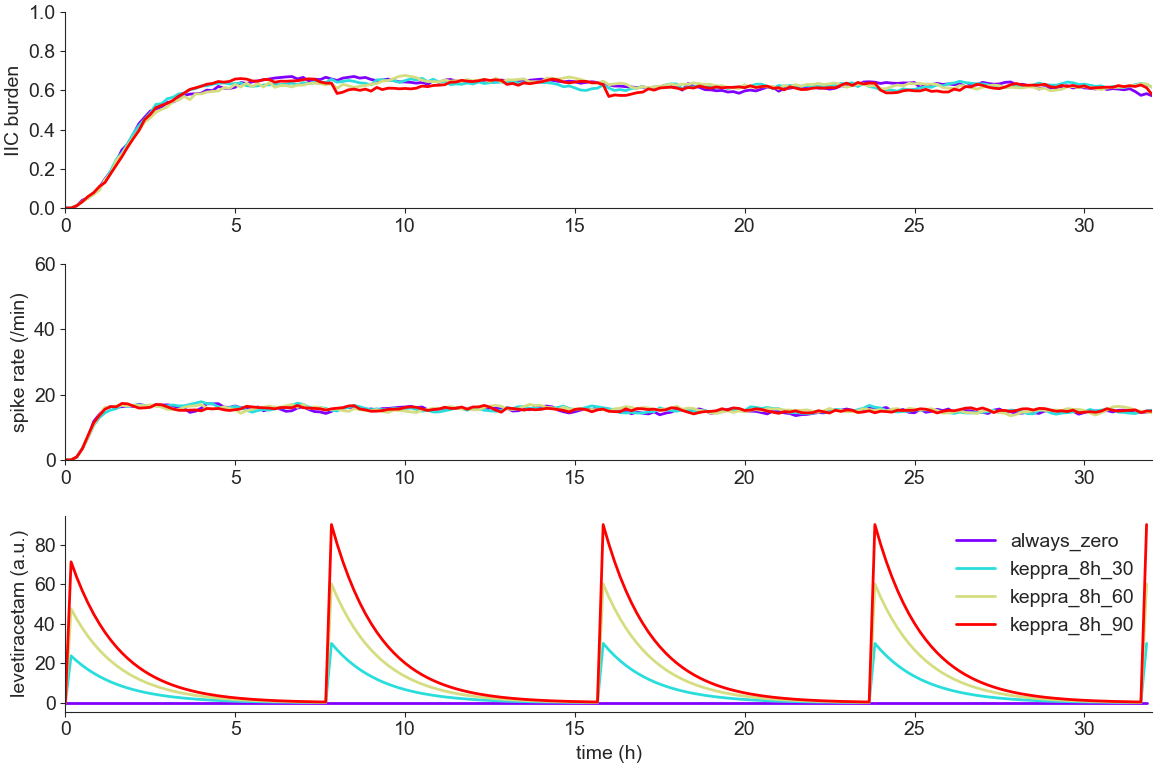 IIC burden
1.0
0.8
0.6
0.4
0.2
0.0
0 5 10 15 20 25 30
spike rate (/min)
60
40
20
0
0 5 10 15 20 25 30
levetiracetam (a.u.)
80
60
40
20
0
always_zero
keppra_8h_30
keppra_8h_60
keppra_8h_90
0 5 10 15 20 25 30
time (h)